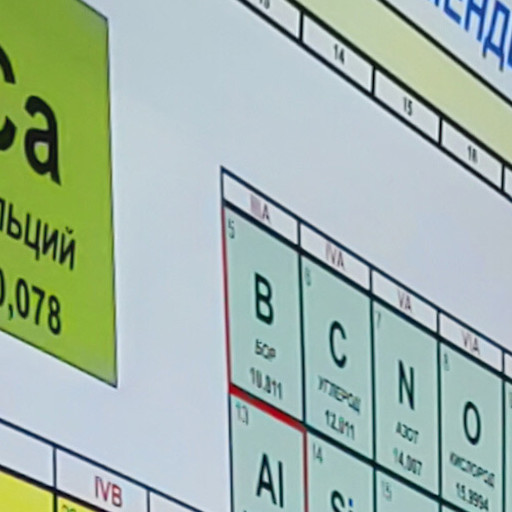 14 15 16
Ca
льций
0,078
IIIA IVA VA VIA
5 6 7 8
B C N O
БОР УГЛЕРОД АЗОТ КИСЛОРОД
10,811 12,011 14,007 15,9994
13 14 15
Al Si
IVB